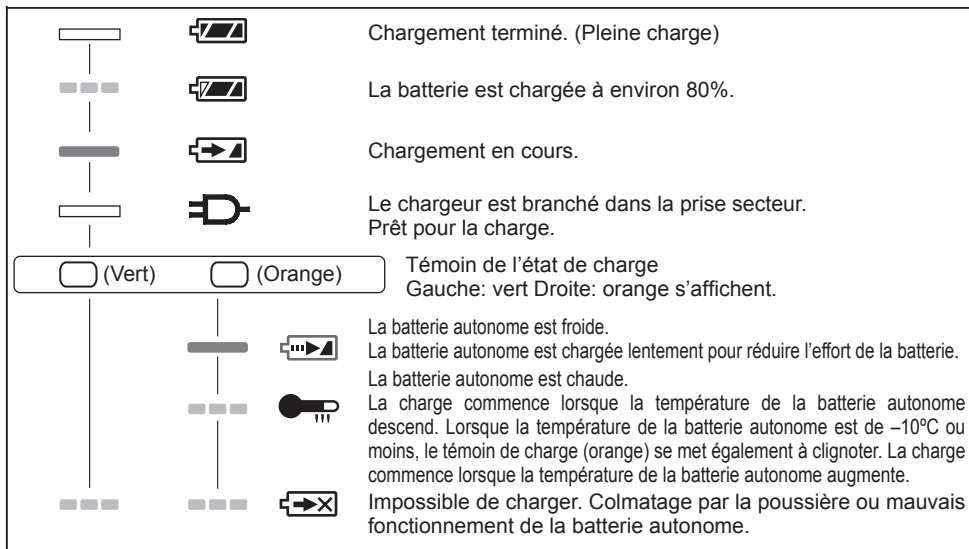 Chargement terminé. (Pleine charge)
La batterie est chargée à environ 80%.
Chargement en cours.
Le chargeur est branché dans la prise secteur.
Prêt pour la charge.
(Vert) (Orange) Témoin de l’état de charge
Gauche: vert Droite: orange s’affichent.
La batterie autonome est froide.
La batterie autonome est chargée lentement pour réduire l’effort de la batterie.
La batterie autonome est chaude.
La charge commence lorsque la température de la batterie autonome
descend. Lorsque la température de la batterie autonome est de –10ºC ou
moins, le témoin de charge (orange) se met également à clignoter. La charge
commence lorsque la température de la batterie autonome augmente.
Impossible de charger. Colmatage par la poussière ou mauvais
fonctionnement de la batterie autonome.